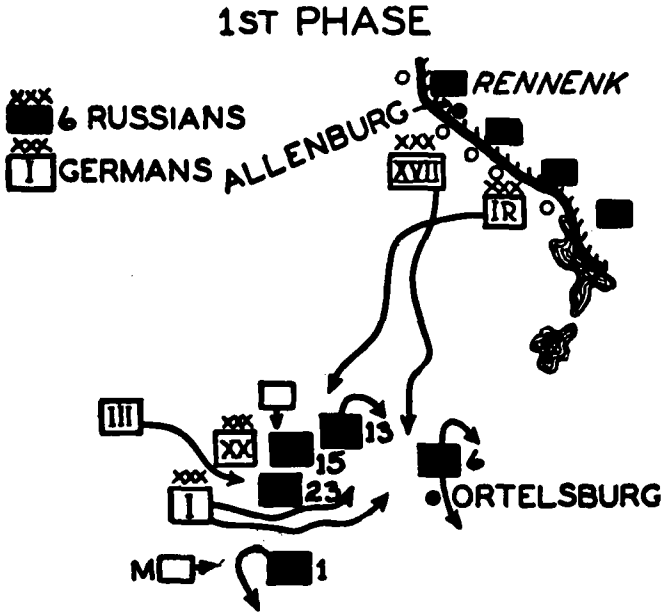 1ST PHASE
XXX
6 RUSSIANS
XXX
I GERMANS
RENNENK
ALLENBURG
XXX
XVII
XXX
IR
III
XXX
XX
13
15
6
XXX
I
23
ORTELSBURG
M
1